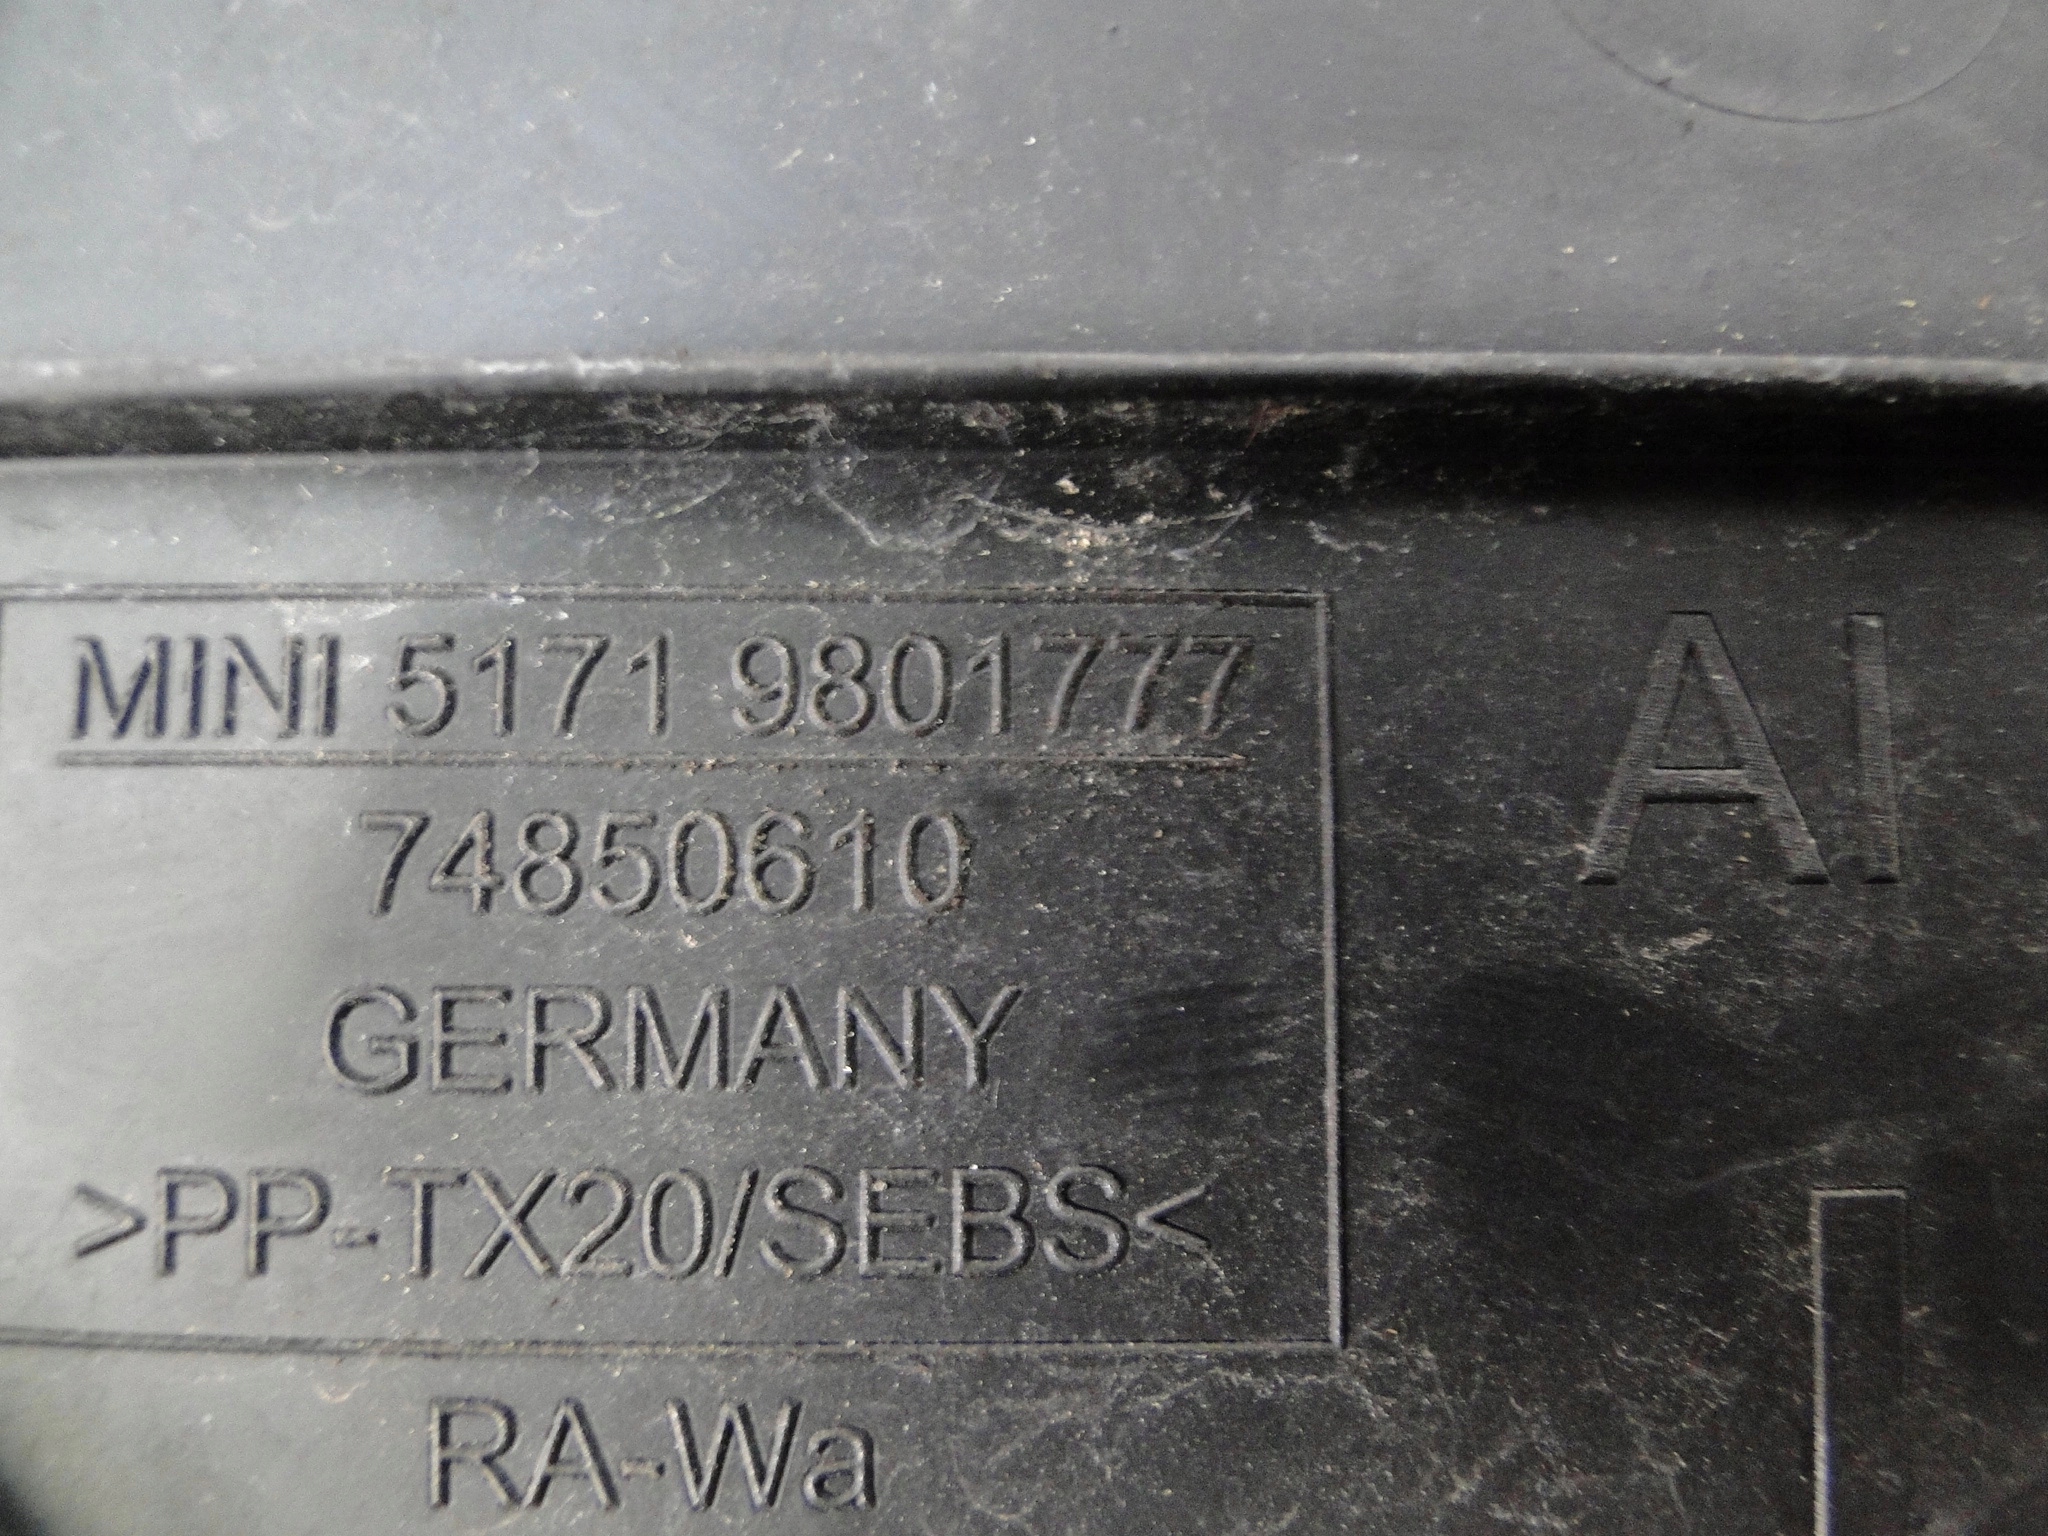 MINI 5171 9801777
74850610
GERMANY
>PP-TX20/SEBS<
RA-Wa
AI